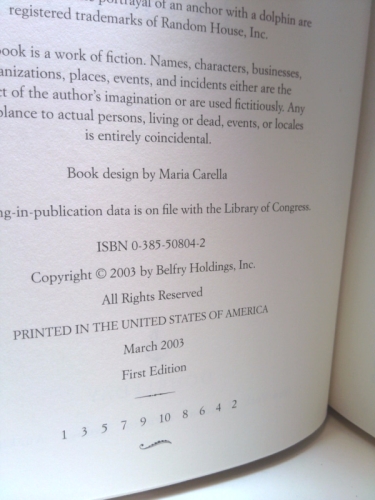 portrayal of an anchor with a dolphin are
registered trademarks of Random House, Inc.
ook is a work of fiction. Names, characters, businesses,
anizations, places, events, and incidents either are the
ct of the author's imagination or are used fictitiously. Any
blance to actual persons, living or dead, events, or locales
is entirely coincidental.
Book design by Maria Carella
ng-in-publication data is on file with the Library of Congress.
ISBN 0-385-50804-2
Copyright © 2003 by Belfry Holdings, Inc.
All Rights Reserved
PRINTED IN THE UNITED STATES OF AMERICA
March 2003
First Edition
1 3 5 7 9 10 8 6 4 2